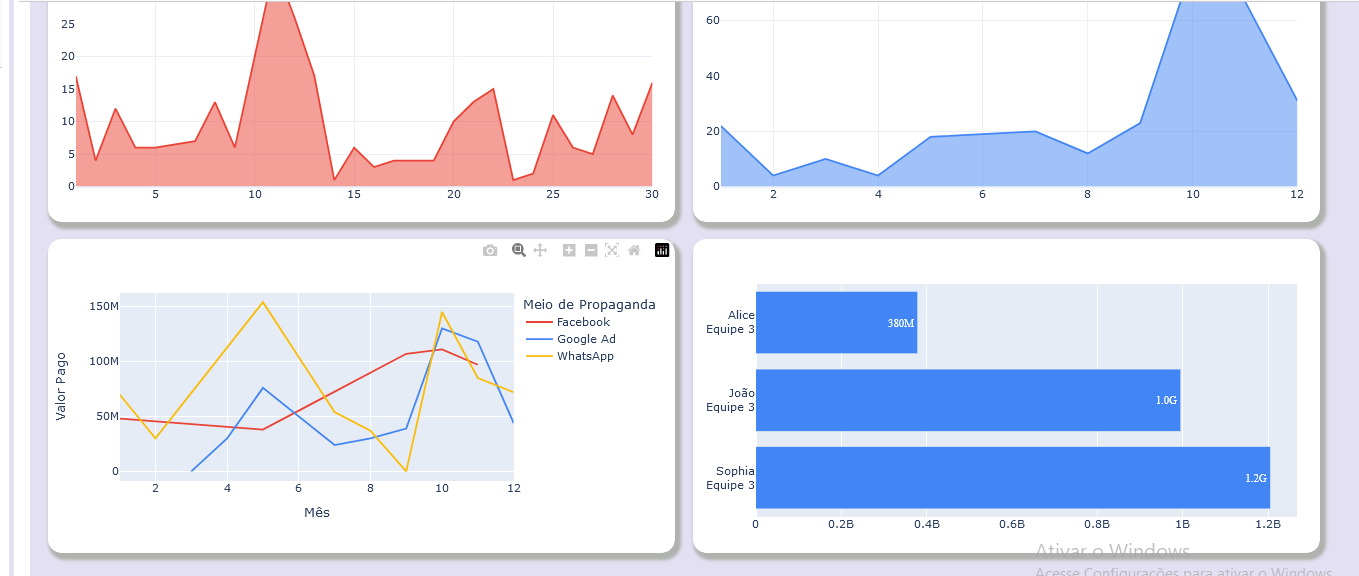 25
20
15
10
5
0
5
10
15
20
25
30
60
40
20
0
2
4
6
8
10
12
Meio de Propaganda
Facebook
Google Ad
WhatsApp
150M
100M
50M
0
Valor Pago
2
4
6
8
10
12
Mês
Alice
Equipe 3
380M
João
Equipe 3
1.0G
Sophia
Equipe 3
1.2G
0
0.2B
0.4B
0.6B
0.8B
1B
1.2B
Ativar o Windows
Acesse Configurações para ativar o Windows